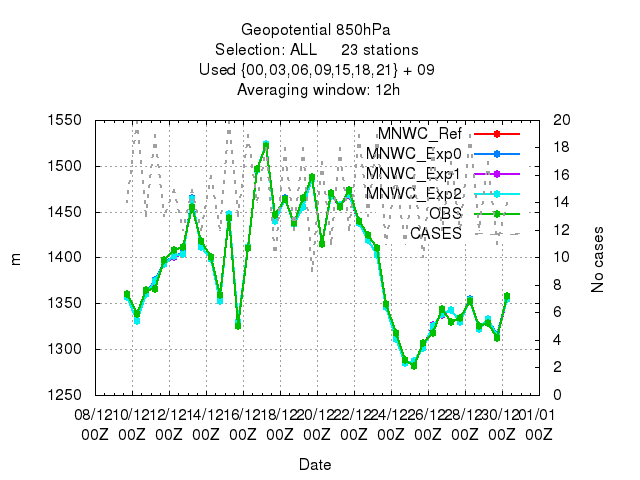 Geopotential 850hPa
Selection: ALL 23 stations
Used {00,03,06,09,15,18,21} + 09
Averaging window: 12h
1550
1500
1450
1400
1350
1300
1250
m
20
18
16
14
12
10
8
6
4
2
0
No cases
MNWC_Ref
MNWC_Exp0
MNWC_Exp1
MNWC_Exp2
OBS
CASES
08/12 10/12 12/12 14/12 16/12 18/12 20/12 22/12 24/12 26/12 28/12 30/12 01/01
00Z 00Z 00Z 00Z 00Z 00Z 00Z 00Z 00Z 00Z 00Z 00Z 00Z
Date